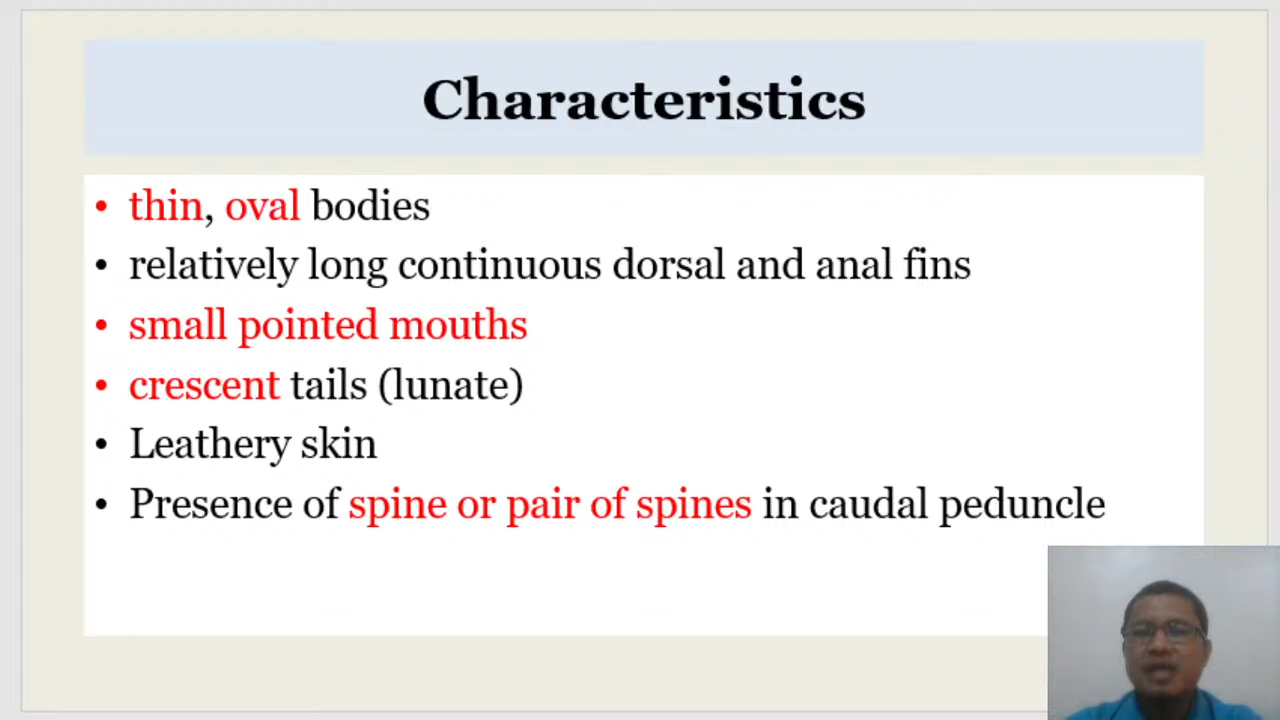 Characteristics
• thin, oval bodies
• relatively long continuous dorsal and anal fins
• small pointed mouths
• crescent tails (lunate)
• Leathery skin
• Presence of spine or pair of spines in caudal peduncle